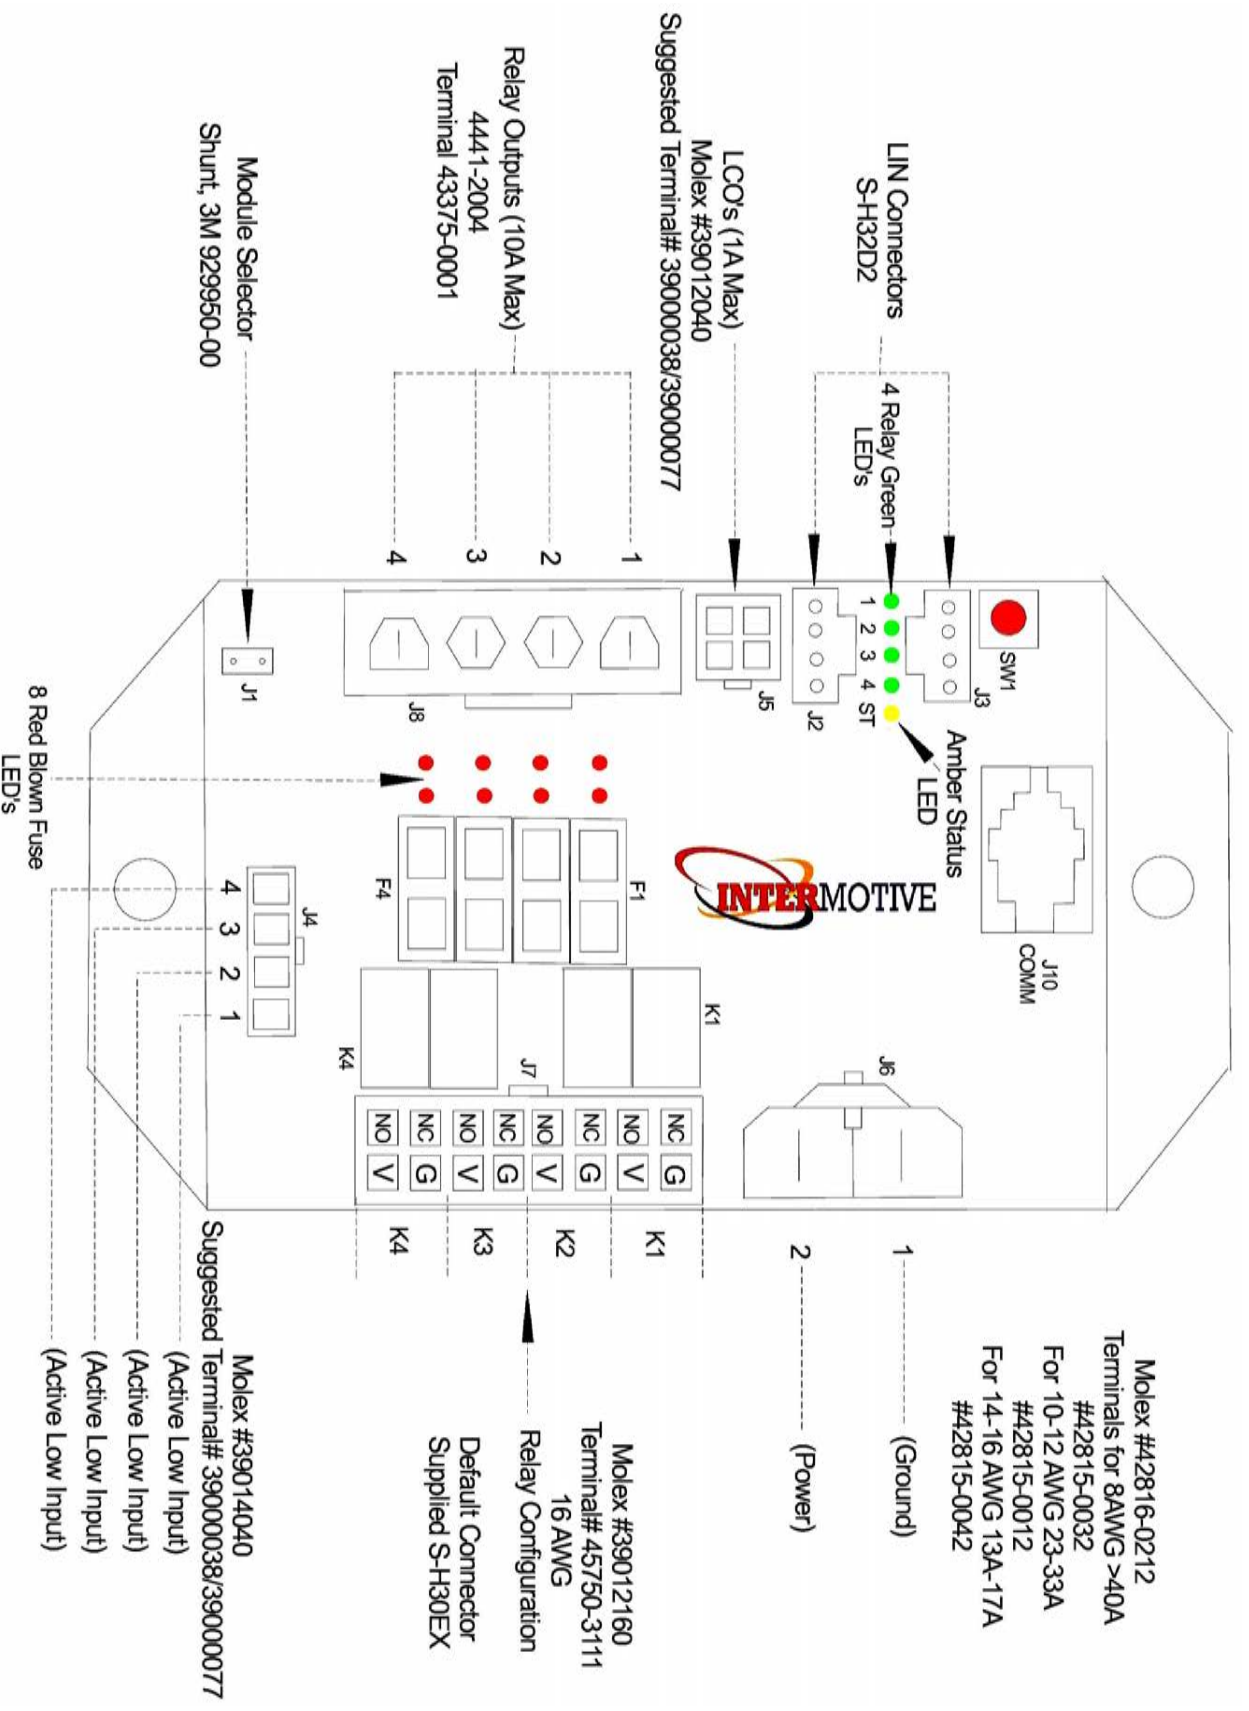 LIN Connectors
S-H32D2
4 Relay Green
LED's
LCO's (1A Max)
Molex #39012040
Suggested Terminal# 39000038/39000077
Relay Outputs (10A Max)
4441-2004
Terminal 43375-0001
Module Selector
Shunt, 3M 929950-00
1
2
3
4
SW1
J3
1
2
3
4
ST
J2
J5
J8
J1
Amber Status
LED
8 Red Blown Fuse
LED's
INTERMOTIVE
J10
COMM
F1
F4
J4
4
3
2
1
K1
K4
J6
J7
NC
NO
NC
NO
NC
NO
NC
NO
G
V
G
V
G
V
G
V
K1
K2
K3
K4
1
2
(Ground)
(Power)
Molex #42816-0212
Terminals for 8AWG >40A
#42815-0032
For 10-12 AWG 23-33A
#42815-0012
For 14-16 AWG 13A-17A
#42815-0042
Molex #39012160
Terminal# 45750-3111
16 AWG
Relay Configuration
Default Connector
Supplied S-H30EX
Molex #39014040
Suggested Terminal# 39000038/39000077
(Active Low Input)
(Active Low Input)
(Active Low Input)
(Active Low Input)